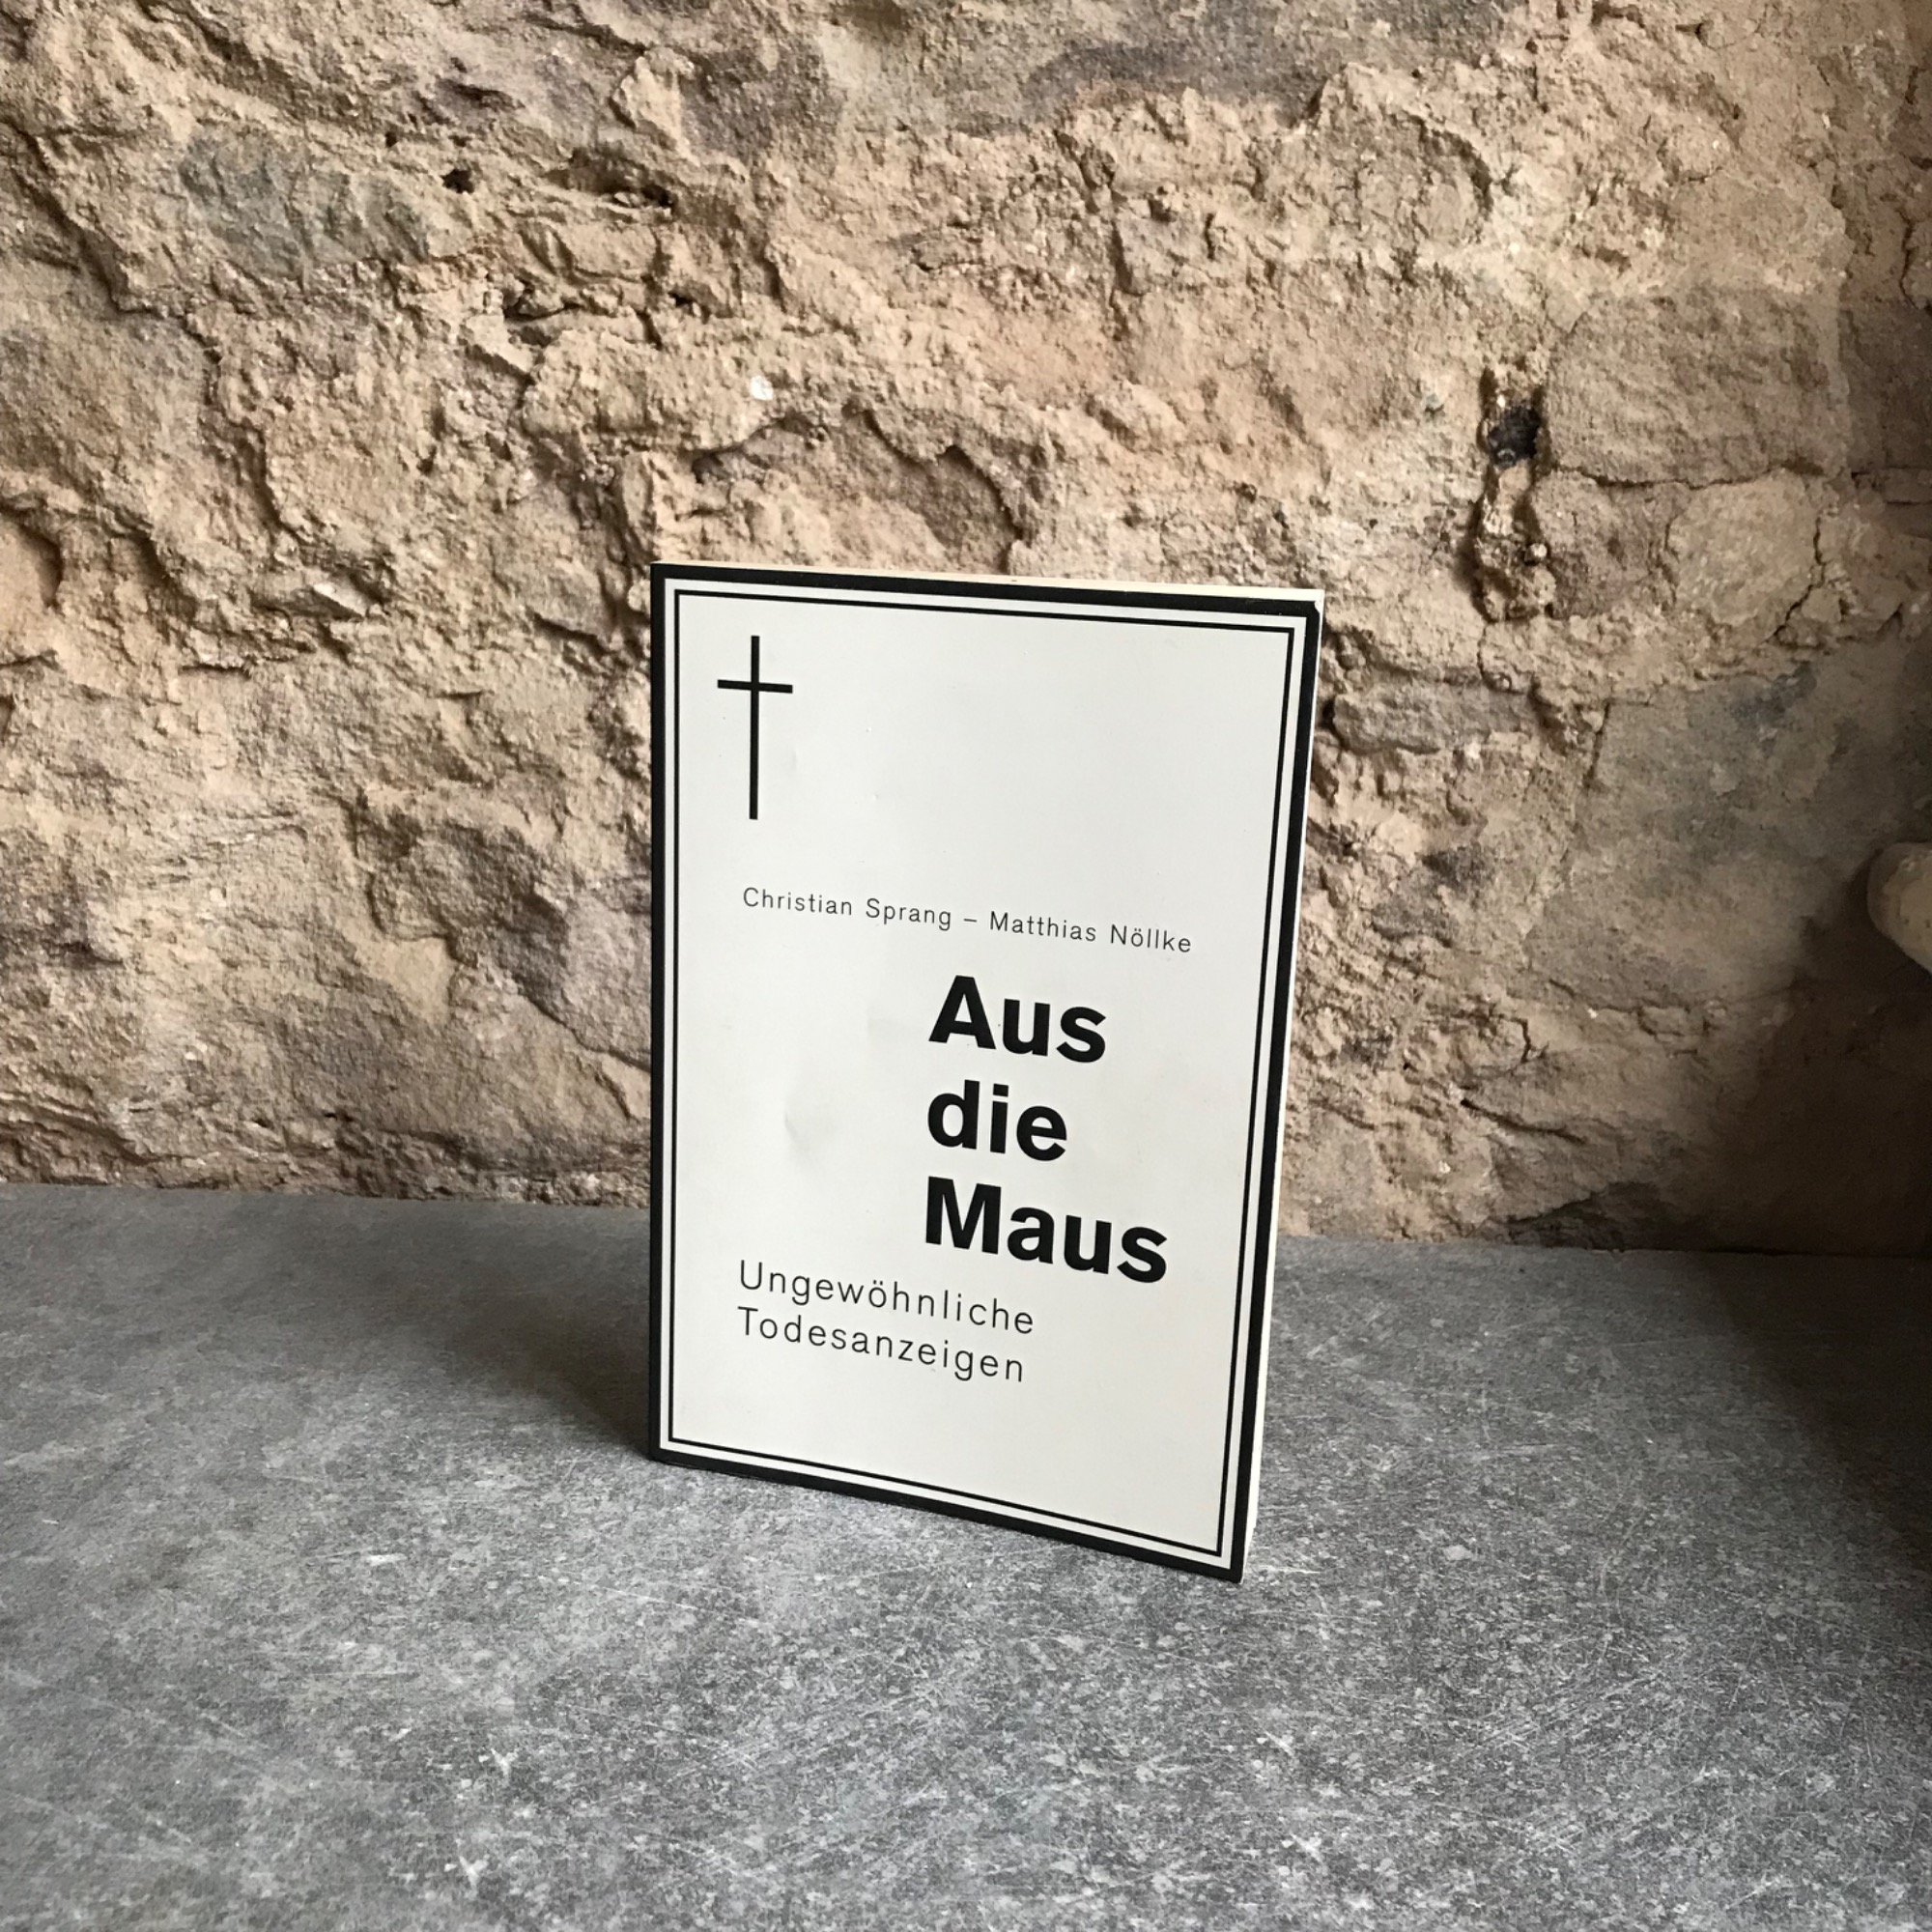 Christian Sprang – Matthias Nöllke
Aus
die
Maus
Ungewöhnliche
Todesanzeigen